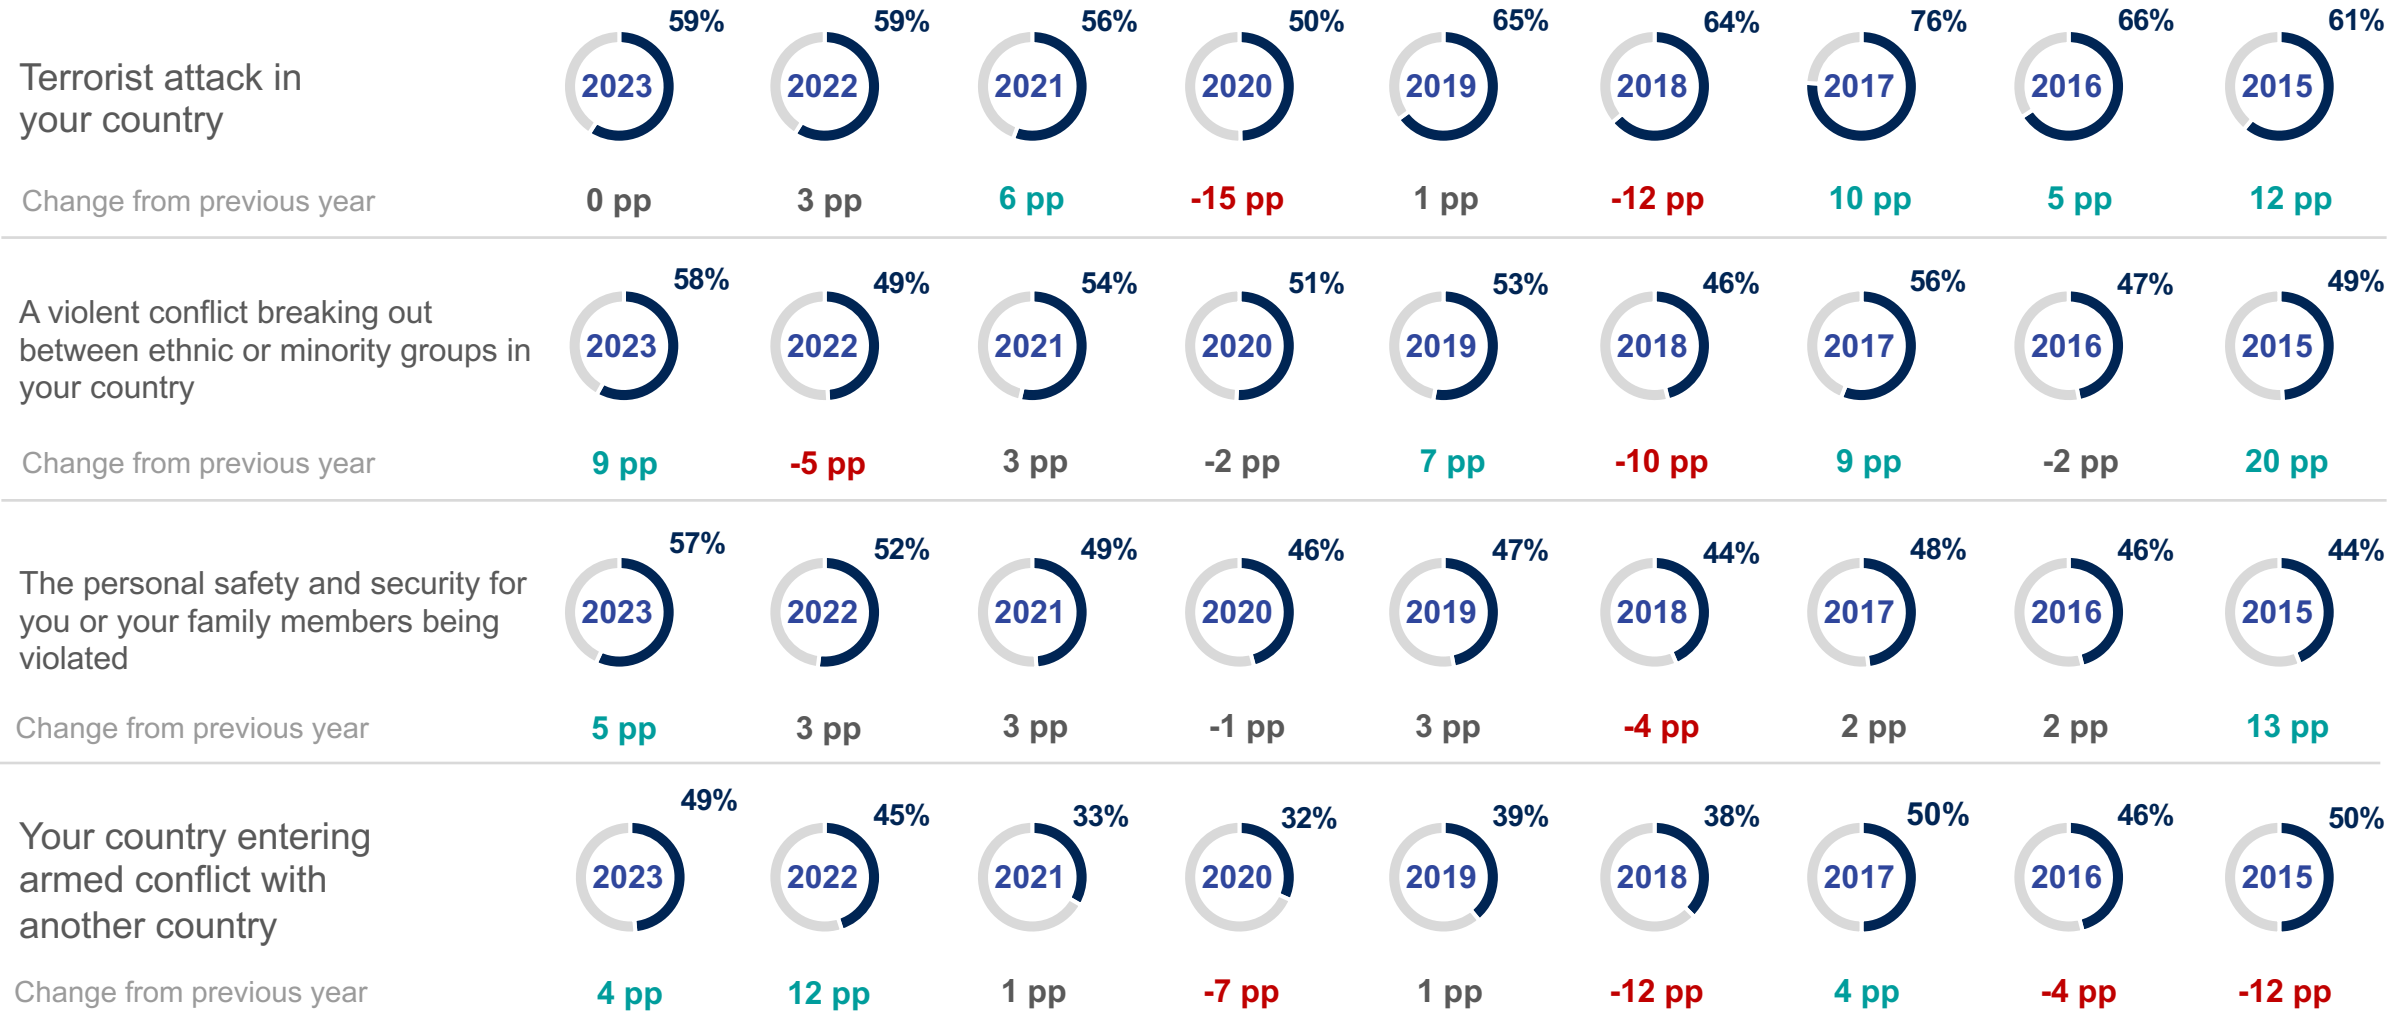 59% 59% 56% 50% 65% 64% 76% 66% 61%
Terrorist attack in
your country
2023 2022 2021 2020 2019 2018 2017 2016 2015
Change from previous year 0 pp 3 pp 6 pp -15 pp 1 pp -12 pp 10 pp 5 pp 12 pp
58% 49% 54% 51% 53% 46% 56% 47% 49%
A violent conflict breaking out
between ethnic or minority groups in
your country
2023 2022 2021 2020 2019 2018 2017 2016 2015
Change from previous year 9 pp -5 pp 3 pp -2 pp 7 pp -10 pp 9 pp -2 pp 20 pp
57% 52% 49% 46% 47% 44% 48% 46% 44%
The personal safety and security for
you or your family members being
violated
2023 2022 2021 2020 2019 2018 2017 2016 2015
Change from previous year 5 pp 3 pp 3 pp -1 pp 3 pp -4 pp 2 pp 2 pp 13 pp
49% 45% 33% 32% 39% 38% 50% 46% 50%
Your country entering
armed conflict with
another country
2023 2022 2021 2020 2019 2018 2017 2016 2015
Change from previous year 4 pp 12 pp 1 pp -7 pp 1 pp -12 pp 4 pp -4 pp -12 pp